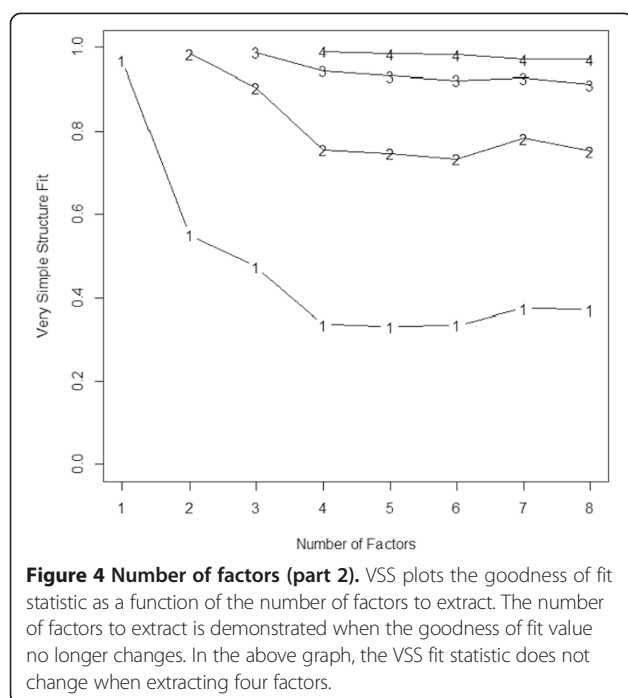 1.0
0.8
0.6
0.4
0.2
0.0
Very Simple Structure Fit
4 4 4 4 4
3 3 3 3 3 3
2 2 2 2 2 2 2
1 1 1 1 1 1 1 1
1 2 3 4 5 6 7 8
Number of Factors
Figure 4 Number of factors (part 2). VSS plots the goodness of fit
statistic as a function of the number of factors to extract. The number
of factors to extract is demonstrated when the goodness of fit value
no longer changes. In the above graph, the VSS fit statistic does not
change when extracting four factors.